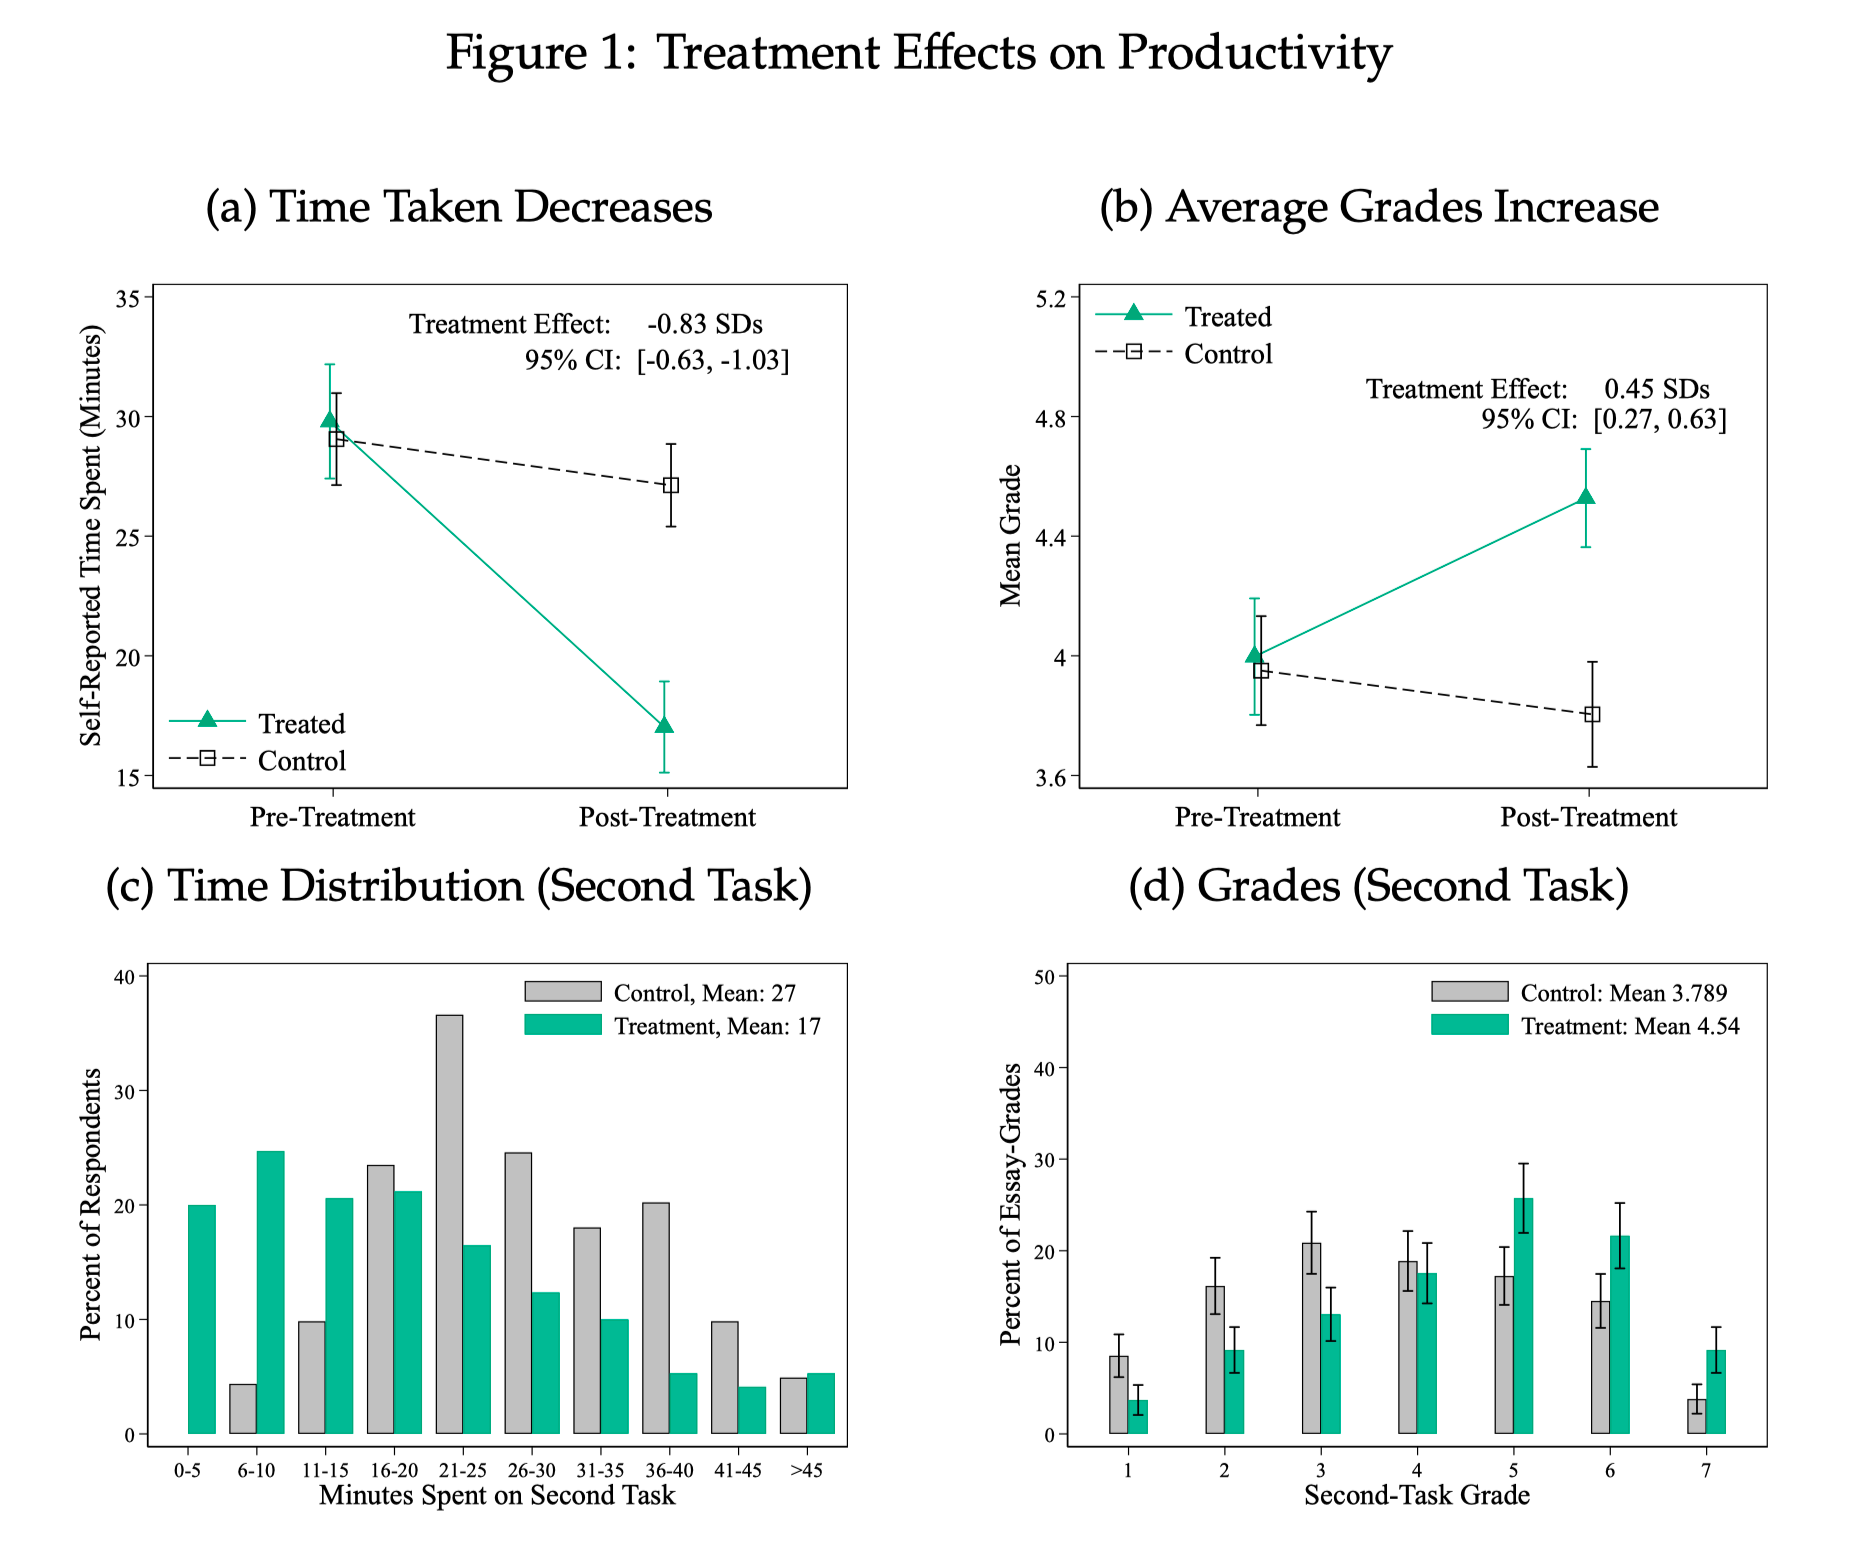 Figure 1: Treatment Effects on Productivity
(a) Time Taken Decreases
Self-Reported Time Spent (Minutes)
35
30
25
20
15
Treatment Effect: -0.83 SDs
95% CI: [-0.63, -1.03]
Treated
Control
Pre-Treatment
Post-Treatment
(b) Average Grades Increase
Mean Grade
5.2
4.8
4.4
4
3.6
Treated
Control
Treatment Effect: 0.45 SDs
95% CI: [0.27, 0.63]
Pre-Treatment
Post-Treatment
(c) Time Distribution (Second Task)
Percent of Respondents
40
30
20
10
0
Control, Mean: 27
Treatment, Mean: 17
0-5 6-10 11-15 16-20 21-25 26-30 31-35 36-40 41-45 >45
Minutes Spent on Second Task
(d) Grades (Second Task)
Percent of Essay-Grades
50
40
30
20
10
0
Control: Mean 3.789
Treatment: Mean 4.54
1 2 3 4 5 6 7
Second-Task Grade